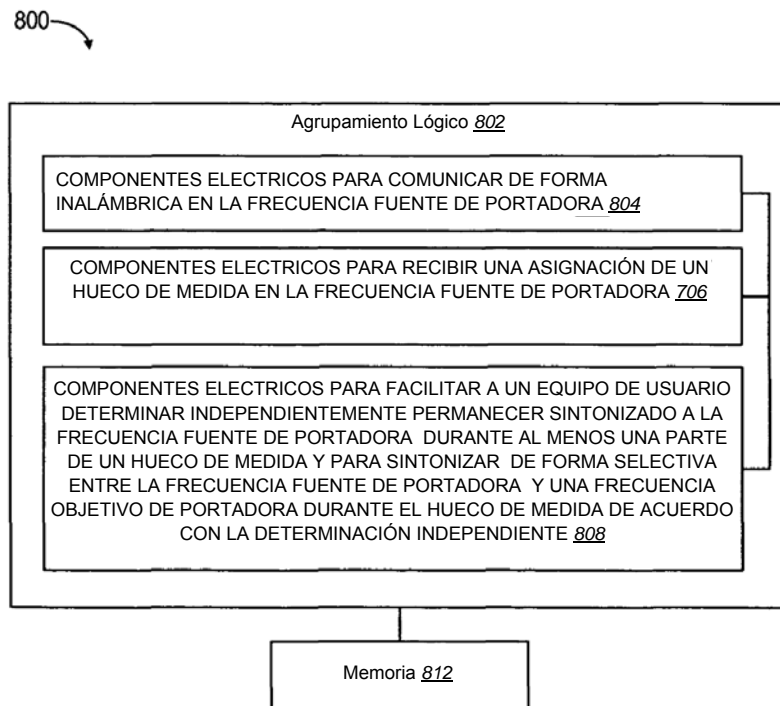 800
Agrupamiento Lógico 802
COMPONENTES ELECTRICOS PARA COMUNICAR DE FORMA
INALÁMBRICA EN LA FRECUENCIA FUENTE DE PORTADORA 804
COMPONENTES ELECTRICOS PARA RECIBIR UNA ASIGNACIÓN DE UN
HUECO DE MEDIDA EN LA FRECUENCIA FUENTE DE PORTADORA 706
COMPONENTES ELECTRICOS PARA FACILITAR A UN EQUIPO DE USUARIO
DETERMINAR INDEPENDIENTEMENTE PERMANECER SINTONIZADO A LA
FRECUENCIA FUENTE DE PORTADORA DURANTE AL MENOS UNA PARTE
DE UN HUECO DE MEDIDA Y PARA SINTONIZAR DE FORMA SELECTIVA
ENTRE LA FRECUENCIA FUENTE DE PORTADORA Y UNA FRECUENCIA
OBJETIVO DE PORTADORA DURANTE EL HUECO DE MEDIDA DE ACUERDO
CON LA DETERMINACIÓN INDEPENDIENTE 808
Memoria 812